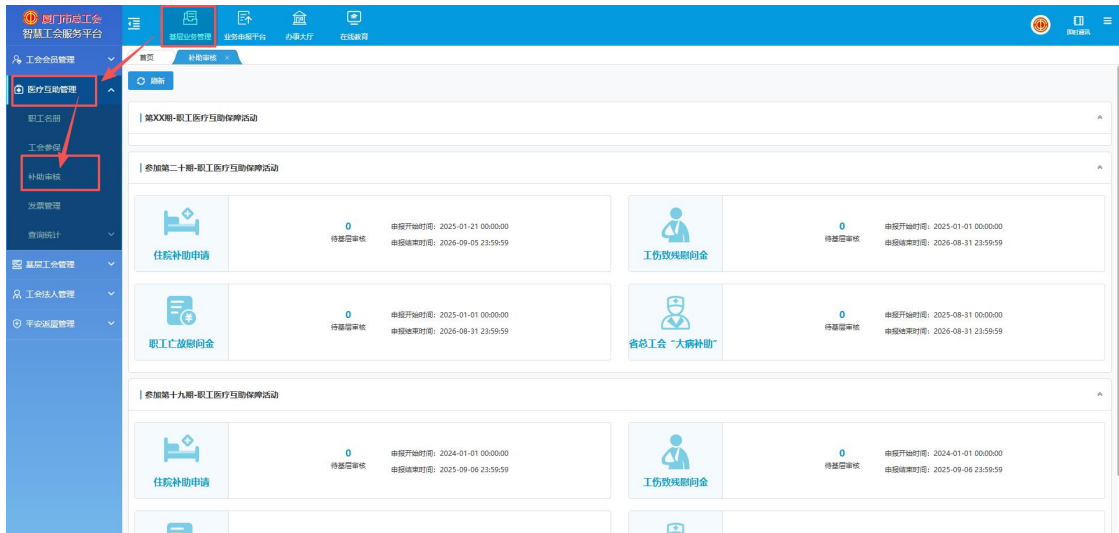 厦门市总工会
智慧工会服务平台
基层业务管理
业务申报平台
办事大厅
在线教育
即时通讯
工会会员管理
医疗互助管理
职工名册
工会参保
补助审核
发票管理
查询统计
基层工会管理
工会法人管理
平安返厦管理
首页
补助审核 ×
刷新
第XX期-职工医疗互助保障活动
参加第二十期-职工医疗互助保障活动
住院补助申请
0
待基层审核
申报开始时间：2025-01-21 00:00:00
申报结束时间：2026-09-05 23:59:59
工伤致残慰问金
0
待基层审核
申报开始时间：2025-01-01 00:00:00
申报结束时间：2026-08-31 23:59:59
职工亡故慰问金
0
待基层审核
申报开始时间：2025-01-01 00:00:00
申报结束时间：2026-08-31 23:59:59
省总工会“大病补助”
0
待基层审核
申报开始时间：2025-08-31 00:00:00
申报结束时间：2026-08-31 23:59:59
参加第十九期-职工医疗互助保障活动
住院补助申请
0
待基层审核
申报开始时间：2024-01-01 00:00:00
申报结束时间：2025-09-06 23:59:59
工伤致残慰问金
0
待基层审核
申报开始时间：2024-01-01 00:00:00
申报结束时间：2025-09-06 23:59:59